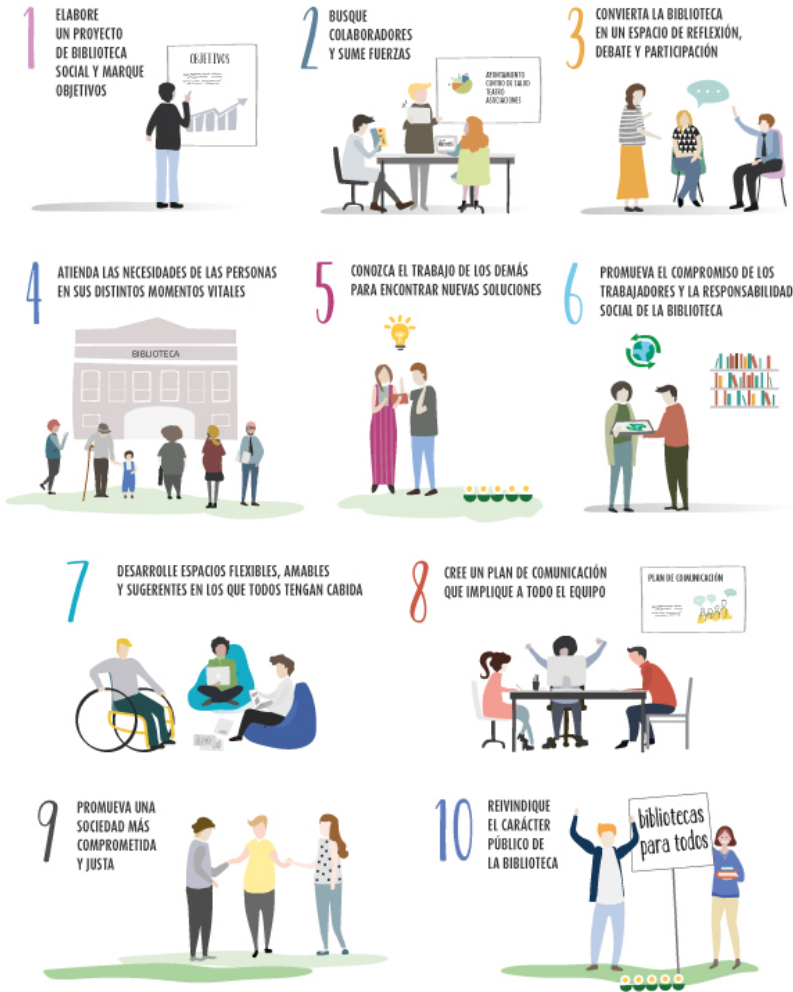 1
ELABORE
UN PROYECTO
DE BIBLIOTECA
SOCIAL Y MARQUE
OBJETIVOS
OBJETIVOS
2
BUSQUE
COLABORADORES
Y SUME FUERZAS
AYUNTAMIENTO
CENTRO DE SALUD
TEATRO
ASOCIACIONES
3
CONVIERTA LA BIBLIOTECA
EN UN ESPACIO DE REFLEXIÓN,
DEBATE Y PARTICIPACIÓN
4
ATIENDA LAS NECESIDADES DE LAS PERSONAS
EN SUS DISTINTOS MOMENTOS VITALES
BIBLIOTECA
5
CONOZCA EL TRABAJO DE LOS DEMÁS
PARA ENCONTRAR NUEVAS SOLUCIONES
6
PROMUEVA EL COMPROMISO DE LOS
TRABAJADORES Y LA RESPONSABILIDAD
SOCIAL DE LA BIBLIOTECA
7
DESARROLLE ESPACIOS FLEXIBLES, AMABLES
Y SUGERENTES EN LOS QUE TODOS TENGAN CABIDA
8
CREE UN PLAN DE COMUNICACIÓN
QUE IMPLIQUE A TODO EL EQUIPO
PLAN DE COMUNICACIÓN
9
PROMUEVA UNA
SOCIEDAD MÁS
COMPROMETIDA
Y JUSTA
10
REIVINDIQUE
EL CARÁCTER
PÚBLICO DE
LA BIBLIOTECA
bibliotecas
para todos